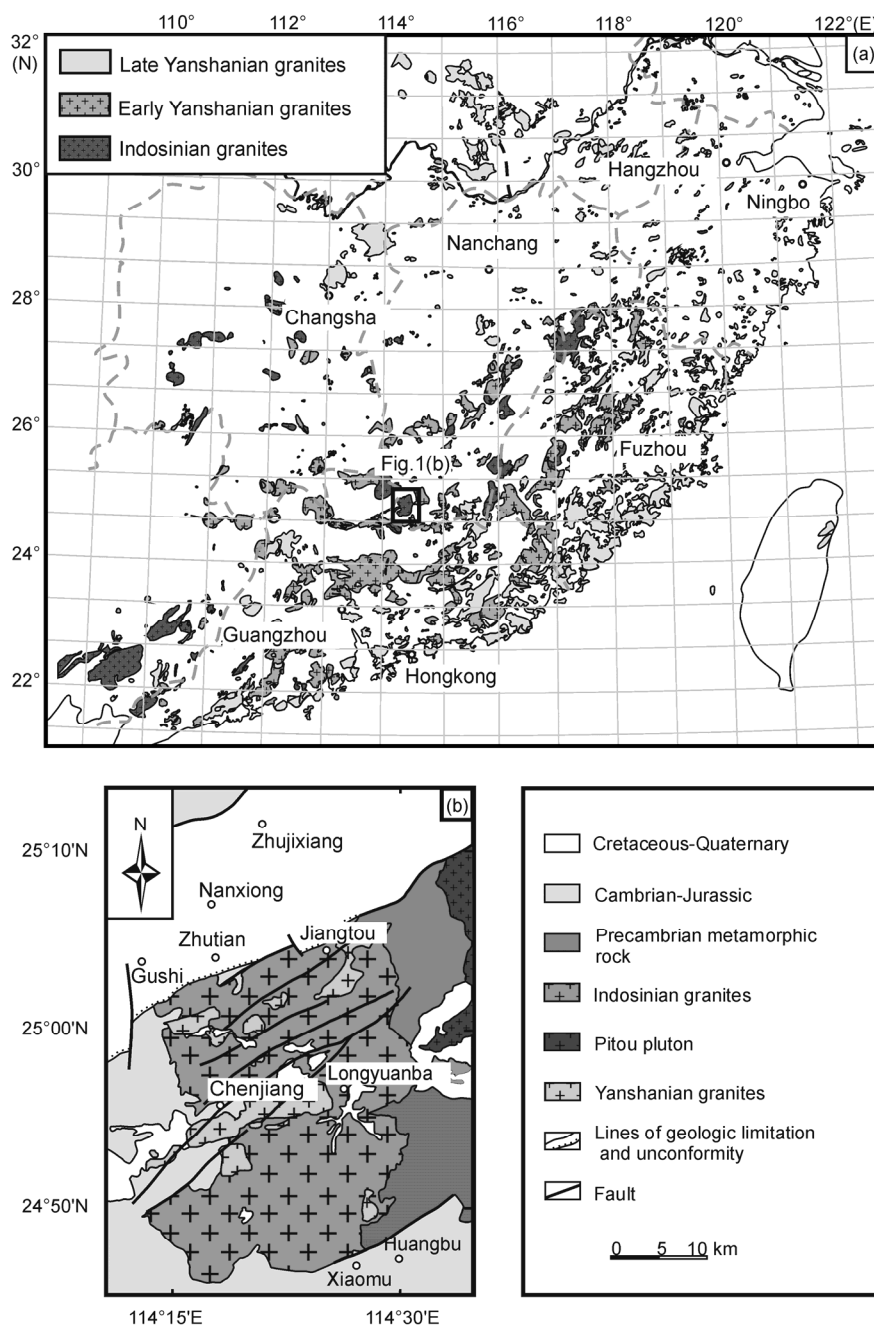 110° 112° 114° 116° 118° 120° 122°(E)
32°
(N)
(a)
Late Yanshanian granites
Early Yanshanian granites
Indosinian granites
30°
Hangzhou
Ningbo
Nanchang
28°
Changsha
26°
Fuzhou
Fig.1(b)
24°
Guangzhou
Hongkong
22°
(b)
N
25°10'N
Zhujixiang
Nanxiong
Zhutian
Jiangtou
Gushi
25°00'N
Longyuanba
Chenjiang
24°50'N
Huangbu
Xiaomu
114°15'E 114°30'E
Cretaceous-Quaternary
Cambrian-Jurassic
Precambrian metamorphic
rock
Indosinian granites
Pitou pluton
Yanshanian granites
Lines of geologic limitation
and unconformity
Fault
0 5 10 km